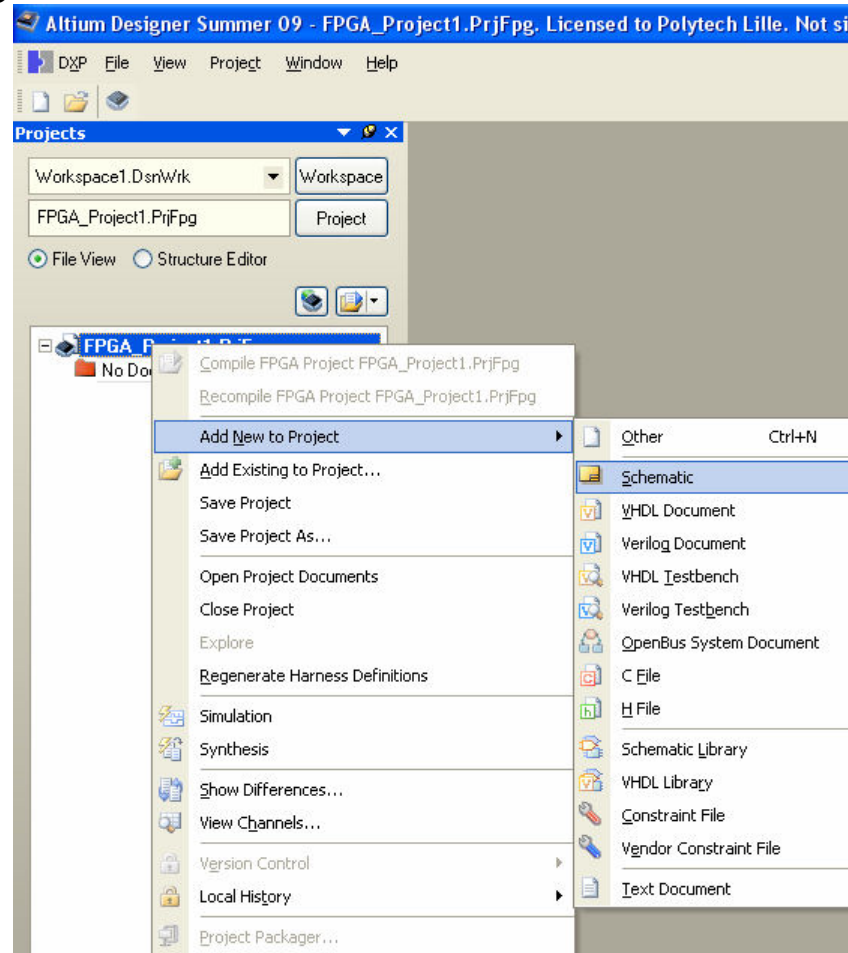 Altium Designer Summer 09 - FPGA_Project1.PrjFpg. Licensed to Polytech Lille. Not si
DXP File View Project Window Help
Projects
Workspace1.DsnWrk Workspace
FPGA_Project1.PrjFpg Project
File View Structure Editor
FPGA_Project1.PrjFpg
No Do
Compile FPGA Project FPGA_Project1.PrjFpg
Recompile FPGA Project FPGA_Project1.PrjFpg
Add New to Project
Add Existing to Project...
Save Project
Save Project As...
Open Project Documents
Close Project
Explore
Regenerate Harness Definitions
Simulation
Synthesis
Show Differences...
View Channels...
Version Control
Local History
Project Packager...
Other Ctrl+N
Schematic
VHDL Document
Verilog Document
VHDL Testbench
Verilog Testbench
OpenBus System Document
C File
H File
Schematic Library
VHDL Library
Constraint File
Vendor Constraint File
Text Document